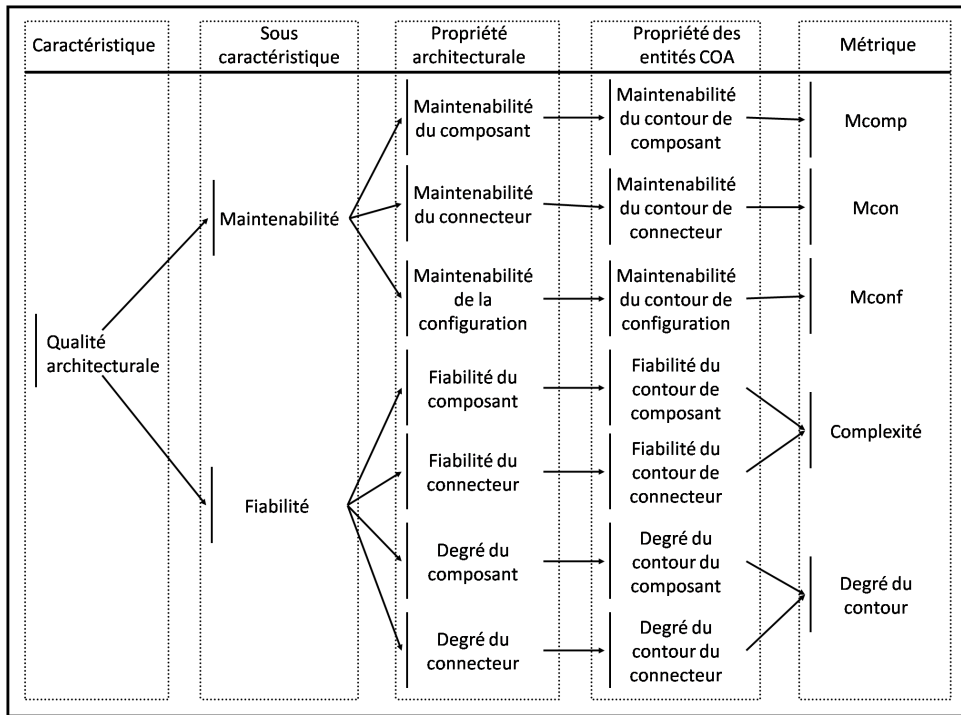 Caractéristique
Sous
caractéristique
Propriété
architecturale
Propriété des
entités COA
Métrique
Qualité
architecturale
Maintenabilité
Fiabilité
Maintenabilité
du composant
Maintenabilité
du connecteur
Maintenabilité
de la
configuration
Fiabilité du
composant
Fiabilité du
connecteur
Degré du
composant
Degré du
connecteur
Maintenabilité
du contour de
composant
Maintenabilité
du contour de
connecteur
Maintenabilité
du contour de
configuration
Fiabilité du
contour de
composant
Fiabilité du
contour de
connecteur
Degré du
contour du
composant
Degré du
contour du
connecteur
Mcomp
Mcon
Mconf
Complexité
Degré du
contour